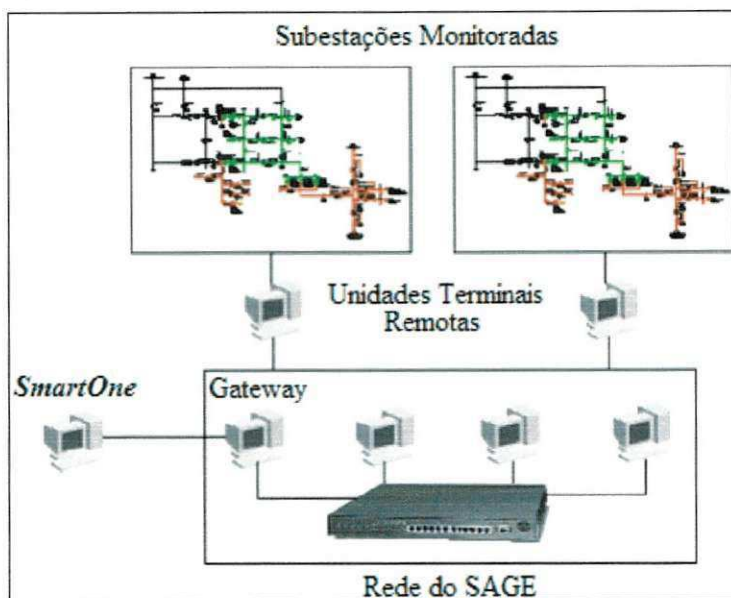 Subestações Monitoradas
Unidades Terminais
Remotas
SmartOne
Gateway
Rede do SAGE